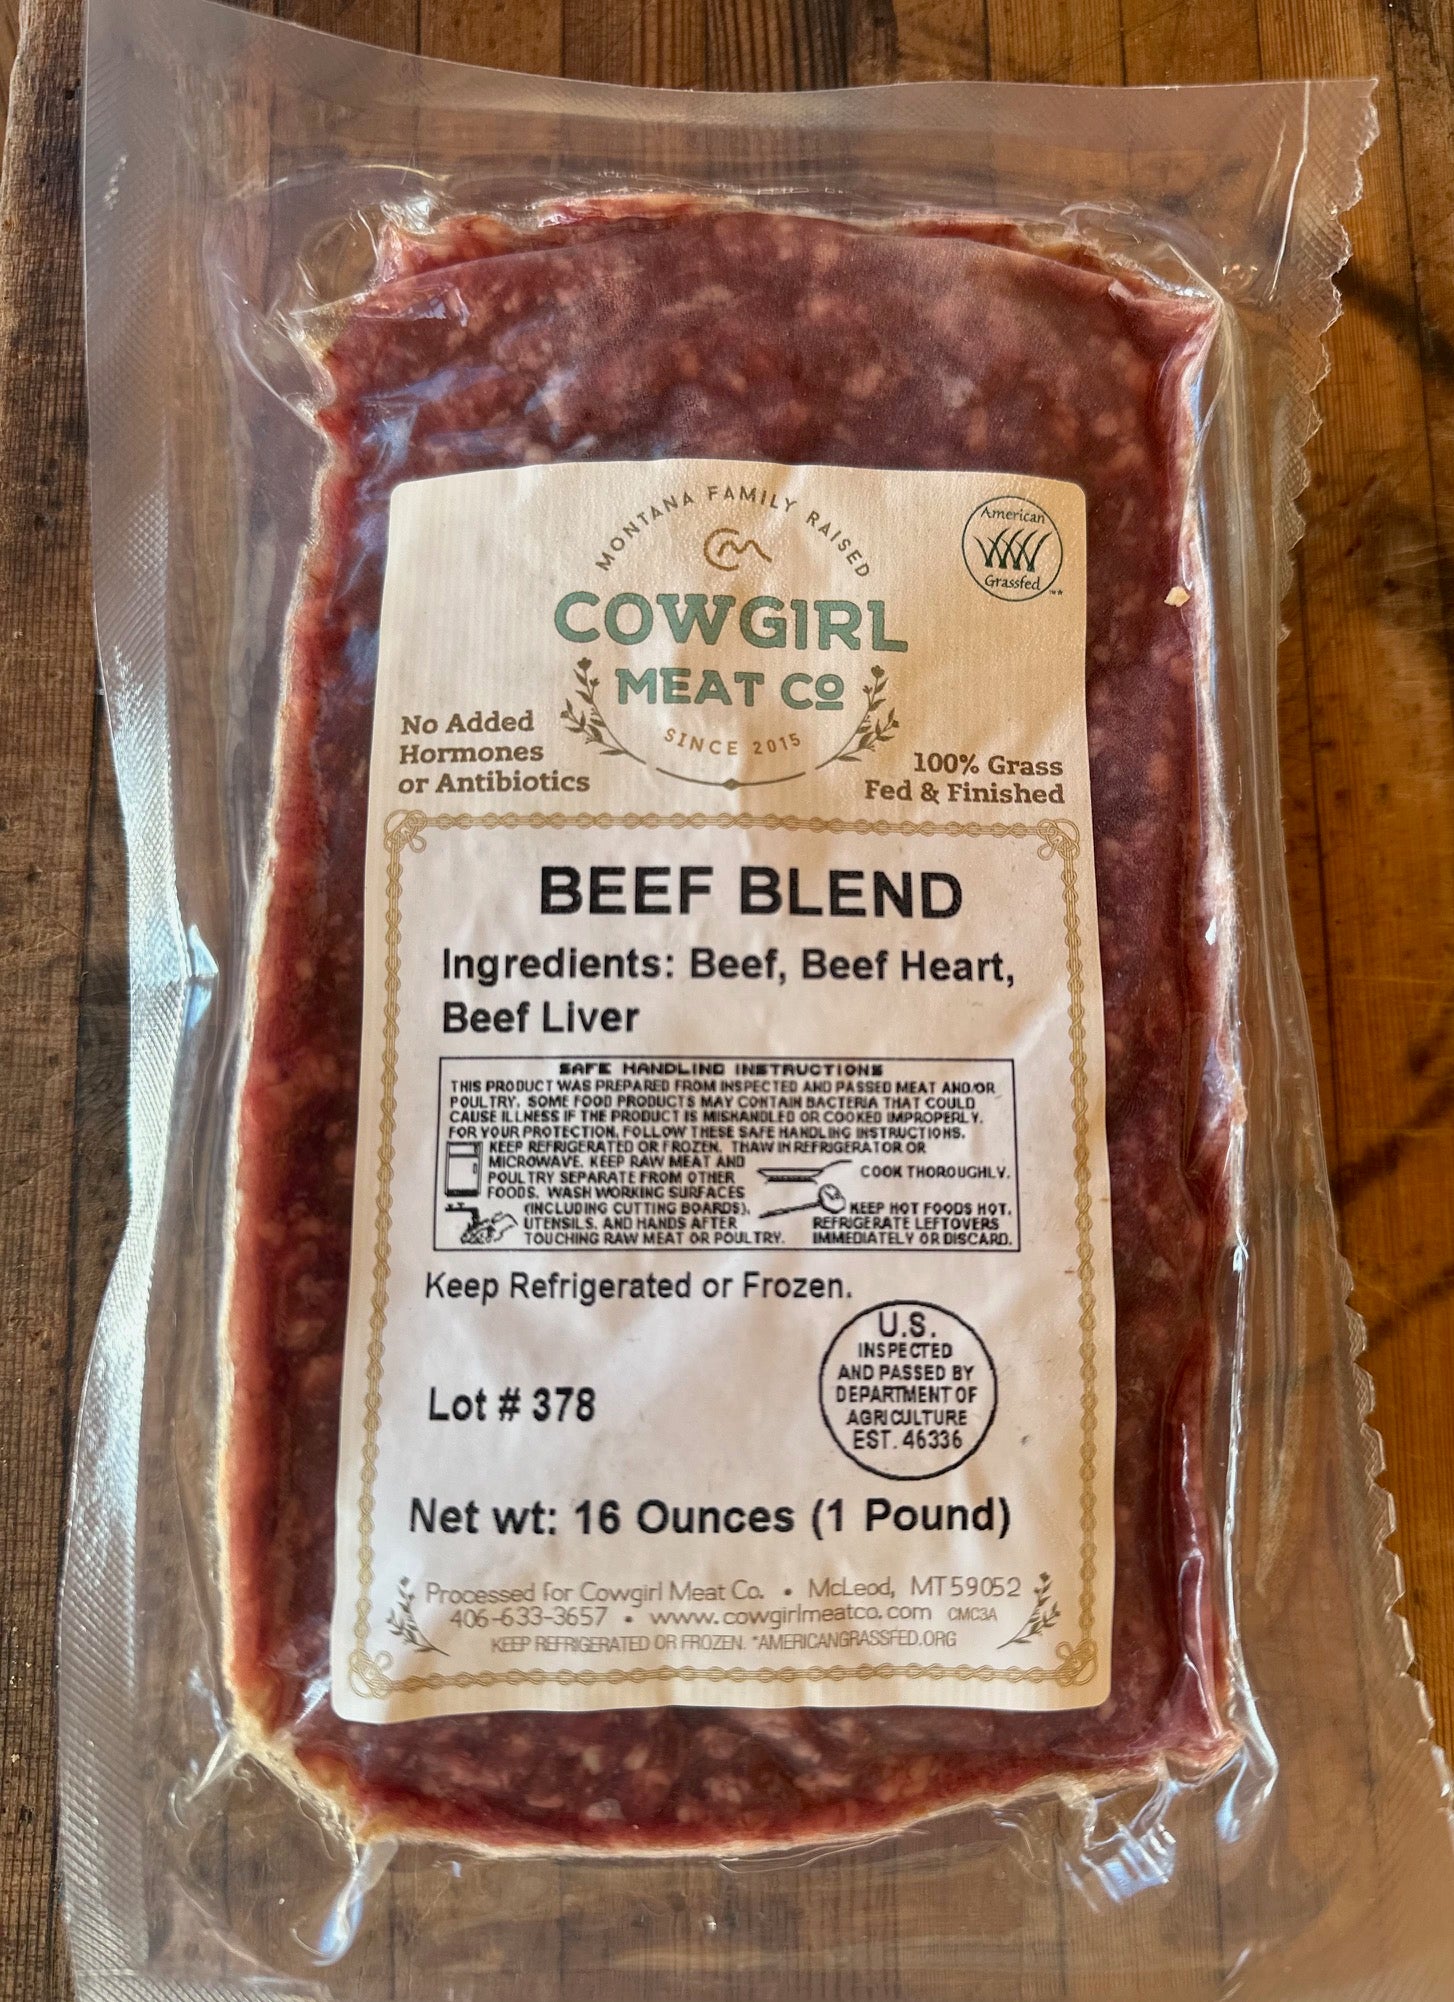 MONTANA FAMILY RAISED
American
Grassfed
COWGIRL
MEAT CO
SINCE 2015
No Added
Hormones
or Antibiotics
100% Grass
Fed & Finished
BEEF BLEND
Ingredients: Beef, Beef Heart,
Beef Liver
SAFE HANDLING INSTRUCTIONS
THIS PRODUCT WAS PREPARED FROM INSPECTED AND PASSED MEAT AND/OR
POULTRY. SOME FOOD PRODUCTS MAY CONTAIN BACTERIA THAT COULD
CAUSE ILLNESS IF THE PRODUCT IS MISHANDLED OR COOKED IMPROPERLY.
FOR YOUR PROTECTION, FOLLOW THESE SAFE HANDLING INSTRUCTIONS.
KEEP REFRIGERATED OR FROZEN. THAW IN REFRIGERATOR OR
MICROWAVE. KEEP RAW MEAT AND
POULTRY SEPARATE FROM OTHER
FOODS. WASH WORKING SURFACES
(INCLUDING CUTTING BOARDS),
UTENSILS, AND HANDS AFTER
TOUCHING RAW MEAT OR POULTRY.
COOK THOROUGHLY.
KEEP HOT FOODS HOT.
REFRIGERATE LEFTOVERS
IMMEDIATELY OR DISCARD.
Keep Refrigerated or Frozen.
U.S.
INSPECTED
AND PASSED BY
DEPARTMENT OF
AGRICULTURE
EST. 46336
Lot # 378
Net wt: 16 Ounces (1 Pound)
Processed for Cowgirl Meat Co. • McLeod, MT 59052
406-633-3657 • www.cowgirlmeatco.com CMC3A
KEEP REFRIGERATED OR FROZEN. *AMERICANGRASSFED.ORG